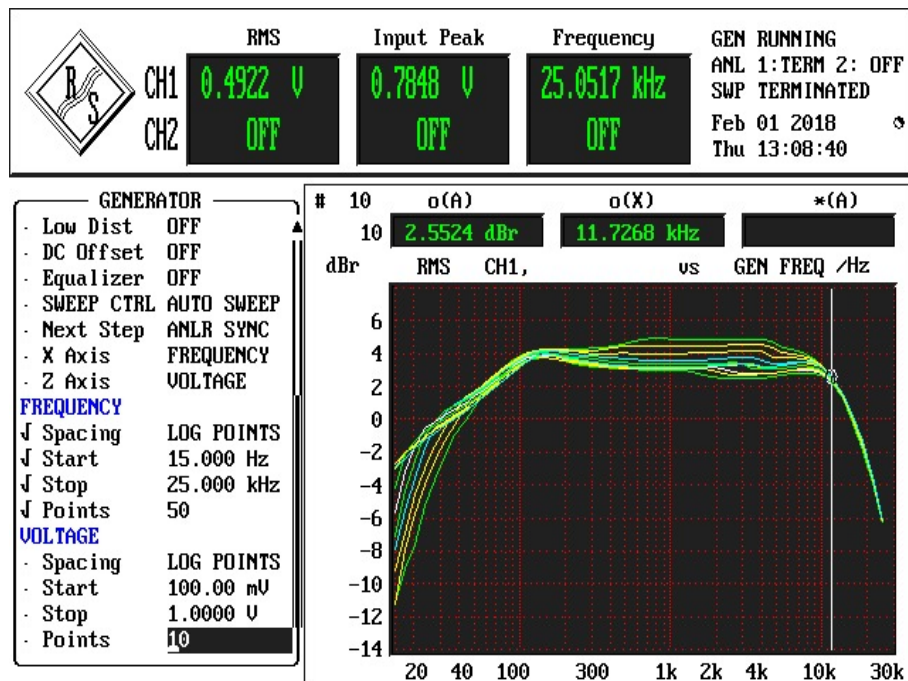 RMS Input Peak Frequency
R S
CH1 0.4922 V 0.7848 V 25.0517 kHz
CH2 OFF OFF OFF
GEN RUNNING
ANL 1:TERM 2: OFF
SWP TERMINATED
Feb 01 2018
Thu 13:08:40
GENERATOR
· Low Dist OFF
· DC Offset OFF
· Equalizer OFF
· SWEEP CTRL AUTO SWEEP
· Next Step ANLR SYNC
· X Axis FREQUENCY
· Z Axis VOLTAGE
FREQUENCY
√ Spacing LOG POINTS
√ Start 15.000 Hz
√ Stop 25.000 kHz
√ Points 50
VOLTAGE
· Spacing LOG POINTS
· Start 100.00 mV
· Stop 1.0000 V
· Points 10
# 10 o(A) o(X) *(A)
10 2.5524 dBr 11.7268 kHz
dBr RMS CH1, vs GEN FREQ /Hz
6
4
2
0
-2
-4
-6
-8
-10
-12
-14
20 40 100 300 1k 2k 4k 10k 30k